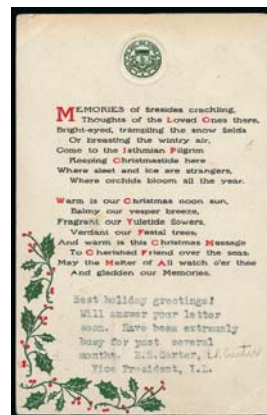 MEMORIES of firesides crackling,
Thoughts of the Loved Ones there,
Bright-eyed, trampling the snow fields
Or breasting the wintry air,
Come to the Isthmian Pilgrim
Keeping Christmastide here
Where sleet and ice are strangers,
Where orchids bloom all the year.
Warm is our Christmas noon sun,
Balmy our vesper breeze,
Fragrant our Yuletide flowers,
Verdant our Festal trees,
And warm is this Christmas Message
To Cherished Friend over the seas:
May the Maker of All watch o'er thee
And gladden our Memories.
Best holiday greetings!
Will answer your letter
soon. Have been extremly
busy for past several
months. E.S.Carter,
Vice President, I.L.